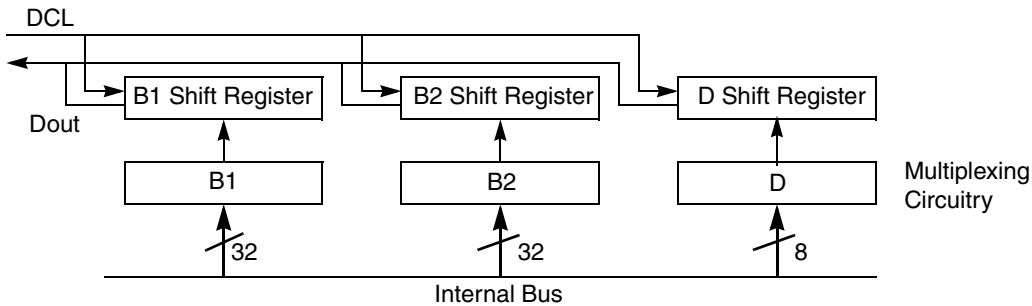 DCL
B1 Shift Register
B2 Shift Register
D Shift Register
Dout
B1
B2
D
Multiplexing
Circuitry
32
32
8
Internal Bus